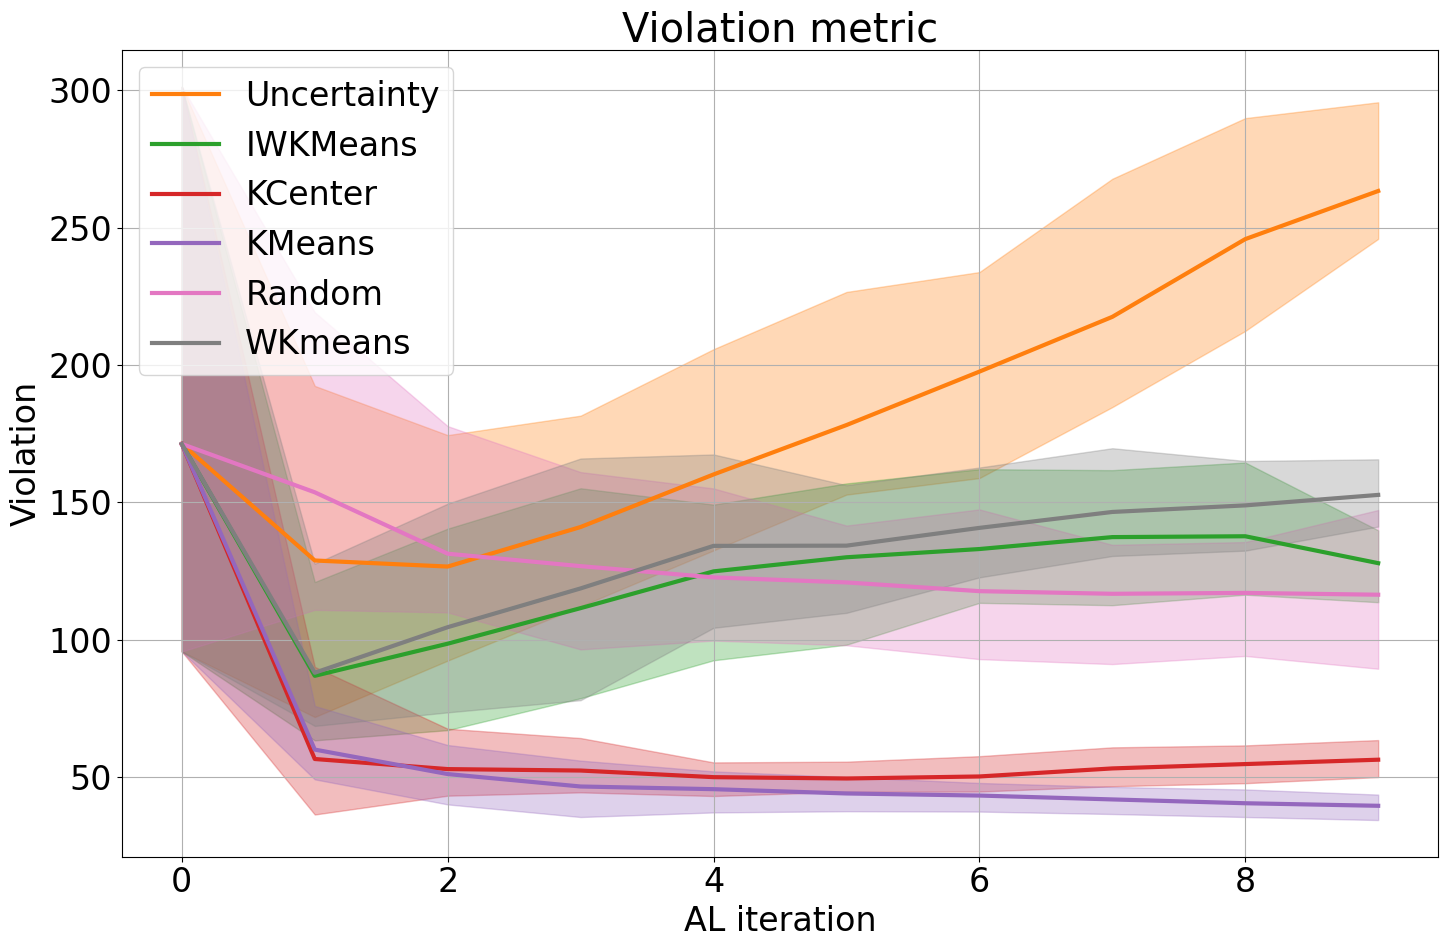 Violation metric
300
250
200
150
100
50
Violation
Uncertainty
IWKMeans
KCenter
KMeans
Random
WKmeans
0 2 4 6 8
AL iteration